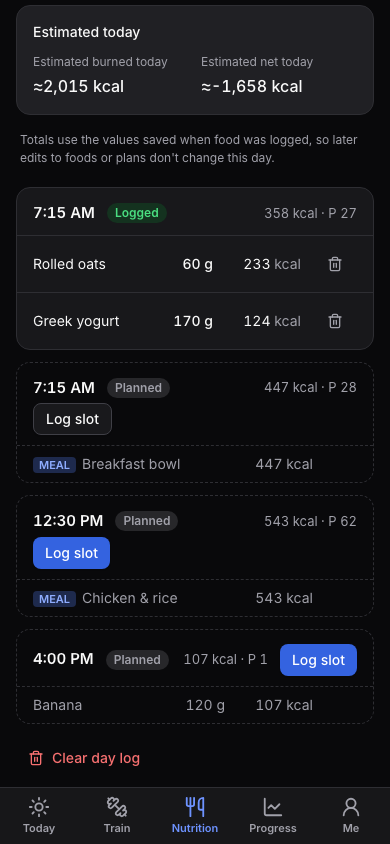 Estimated today
Estimated burned today Estimated net today
≈2,015 kcal ≈-1,658 kcal
Totals use the values saved when food was logged, so later
edits to foods or plans don't change this day.
7:15 AM Logged 358 kcal · P 27
Rolled oats 60 g 233 kcal
Greek yogurt 170 g 124 kcal
7:15 AM Planned 447 kcal · P 28
Log slot
MEAL Breakfast bowl 447 kcal
12:30 PM Planned 543 kcal · P 62
Log slot
MEAL Chicken & rice 543 kcal
4:00 PM Planned 107 kcal · P 1 Log slot
Banana 120 g 107 kcal
Clear day log
Today Train Nutrition Progress Me